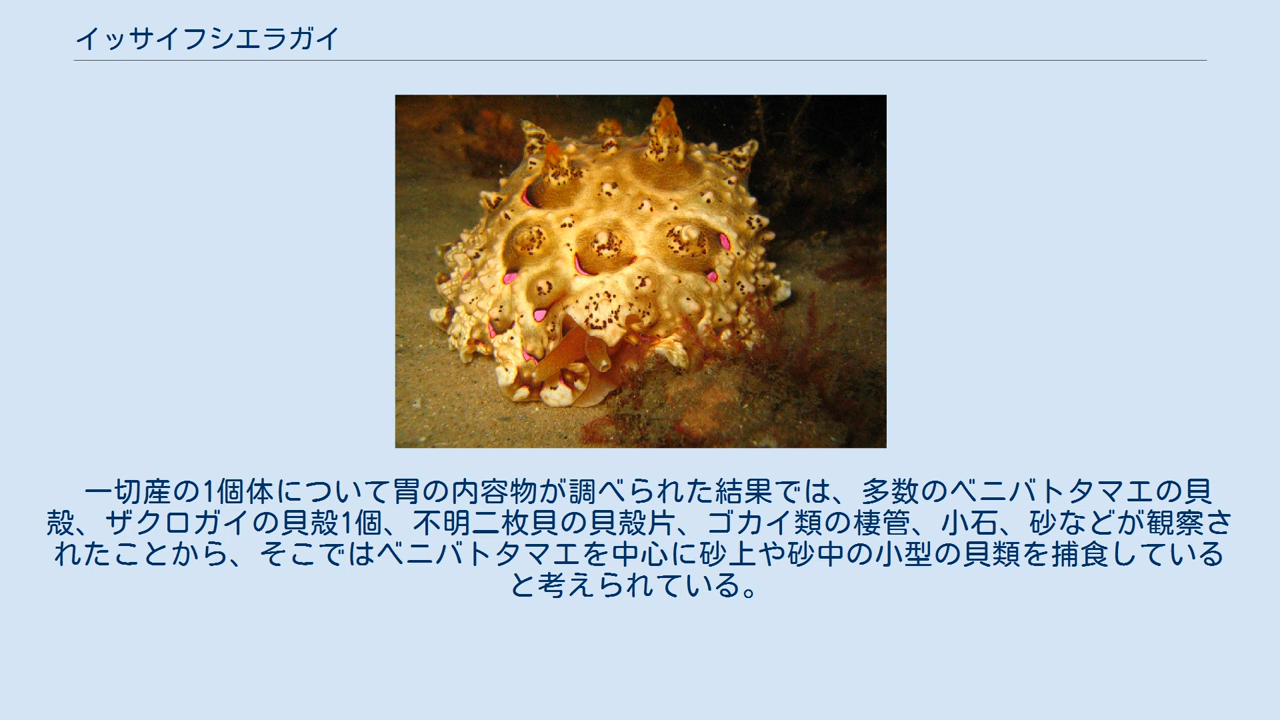 イッサイフシエラガイ
一切産の1個体について胃の内容物が調べられた結果では、多数のベニバトタマエの貝
殻、ザクロガイの貝殻1個、不明二枚貝の貝殻片、ゴカイ類の棲管、小石、砂などが観察さ
れたことから、そこではベニバトタマエを中心に砂上や砂中の小型の貝類を捕食している
と考えられている。